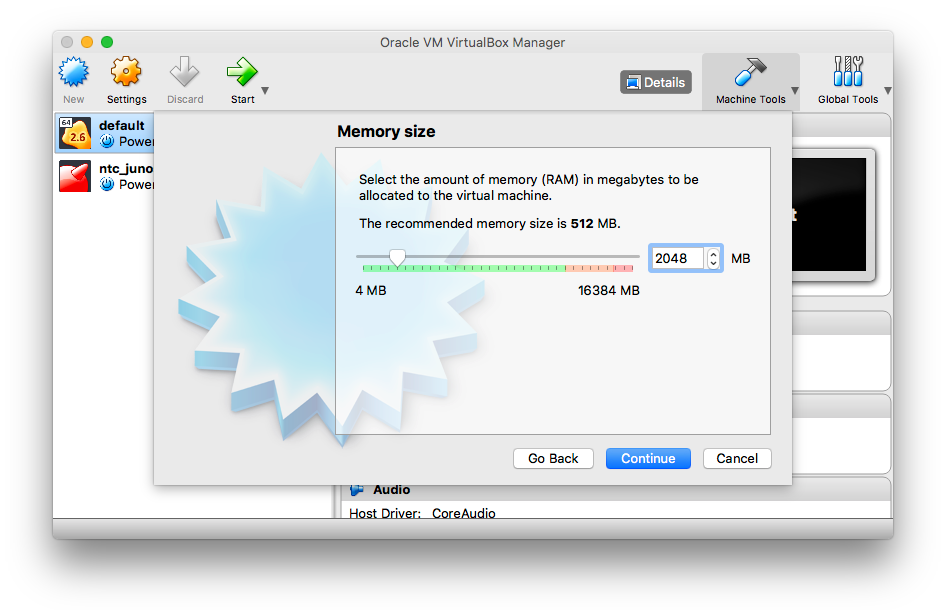 Oracle VM VirtualBox Manager
New
Settings
Discard
Start
Details
Machine Tools
Global Tools
64
2.6
default
Power
ntc_juno
Power
Memory size
Select the amount of memory (RAM) in megabytes to be
allocated to the virtual machine.
The recommended memory size is 512 MB.
2048 MB
4 MB 16384 MB
Go Back Continue Cancel
Audio
Host Driver: CoreAudio